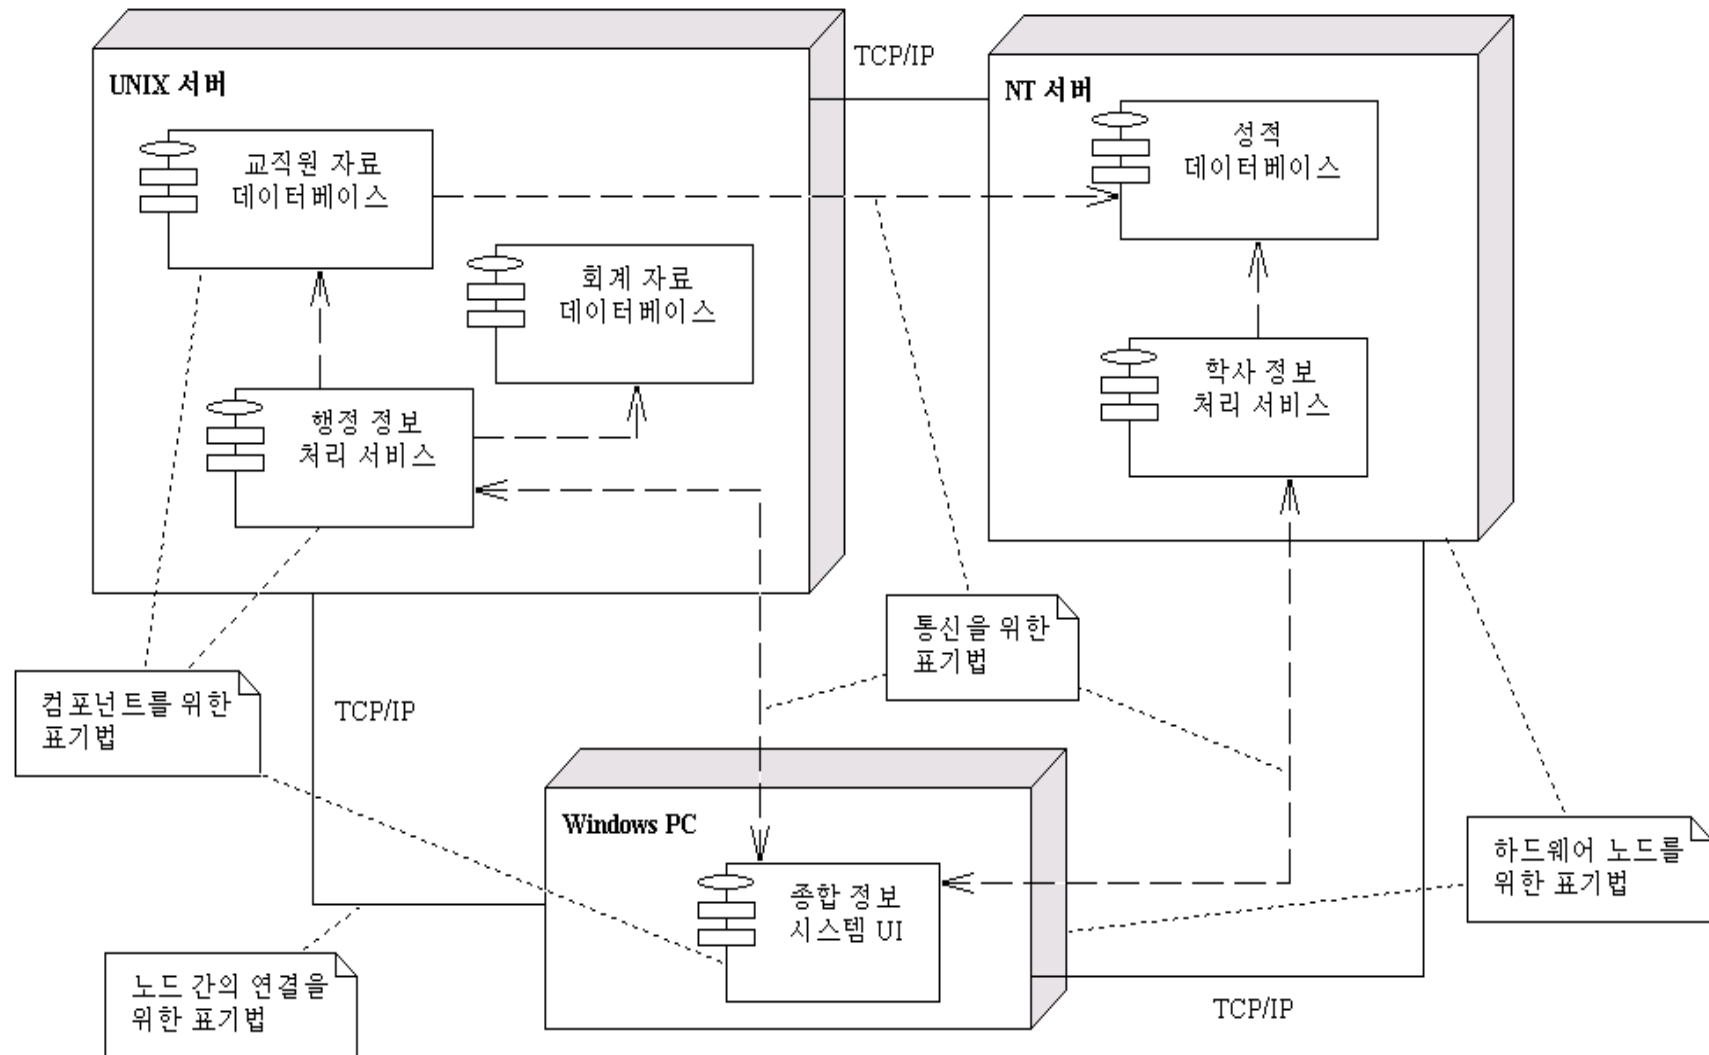 TCP/IP
UNIX 서버
NT 서버
교직원 자료
데이터베이스
성적
데이터베이스
회계 자료
데이터베이스
학사 정보
처리 서비스
행정 정보
처리 서비스
통신을 위한
표기법
컴포넌트를 위한
표기법
TCP/IP
Windows PC
하드웨어 노드를
위한 표기법
종합 정보
시스템 UI
노드 간의 연결을
위한 표기법
TCP/IP